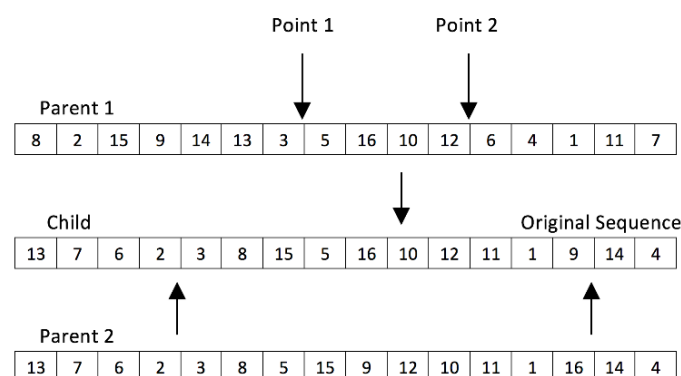 Point 1 Point 2
Parent 1
8 2 15 9 14 13 3 5 16 10 12 6 4 1 11 7
Child Original Sequence
13 7 6 2 3 8 15 5 16 10 12 11 1 9 14 4
Parent 2
13 7 6 2 3 8 5 15 9 12 10 11 1 16 14 4